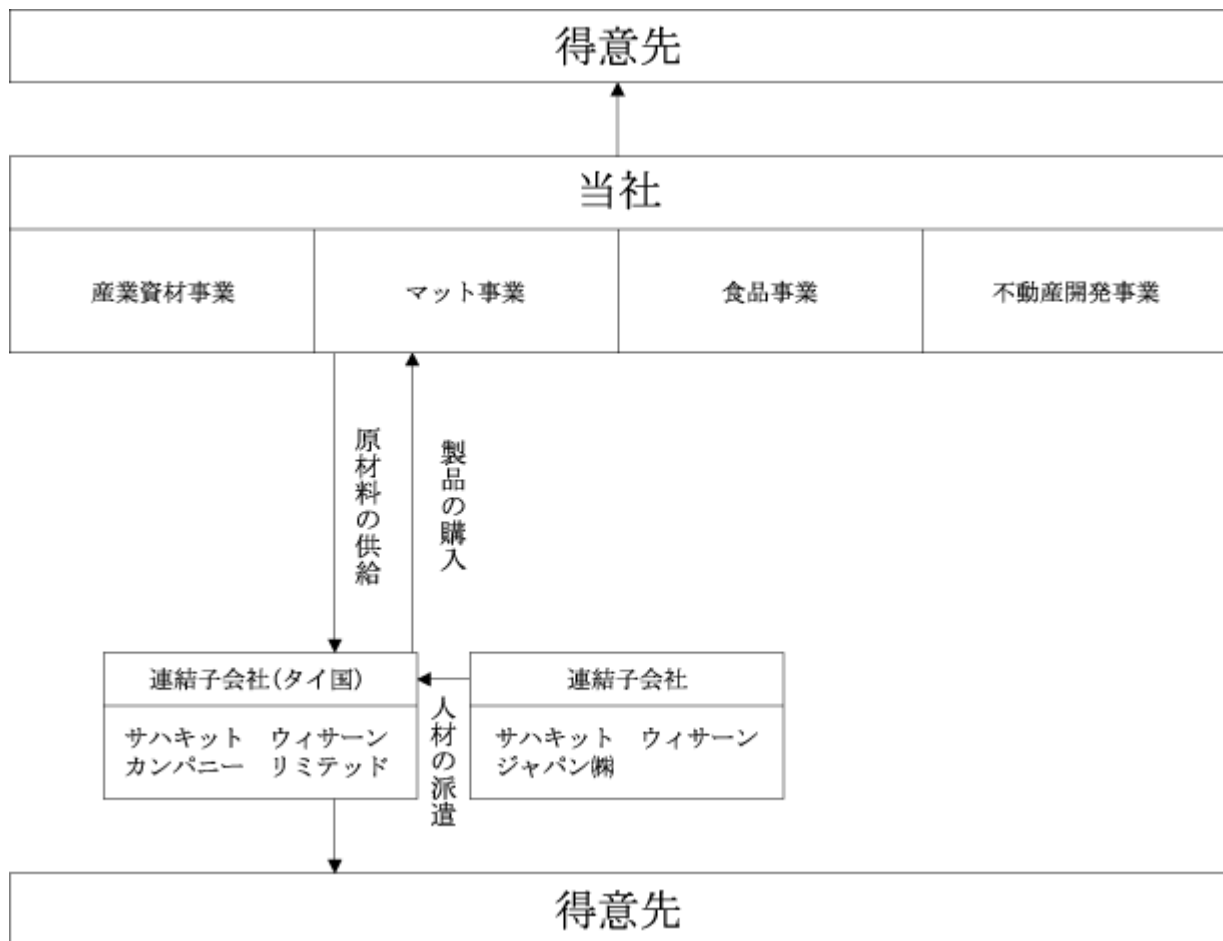 得意先
当社
産業資材事業
マット事業
食品事業
不動産開発事業
原材料の供給
製品の購入
連結子会社(タイ国)
サハキット　ウィサーン
カンパニー　リミテッド
人材の派遣
連結子会社
サハキット　ウィサーン
ジャパン㈱
得意先